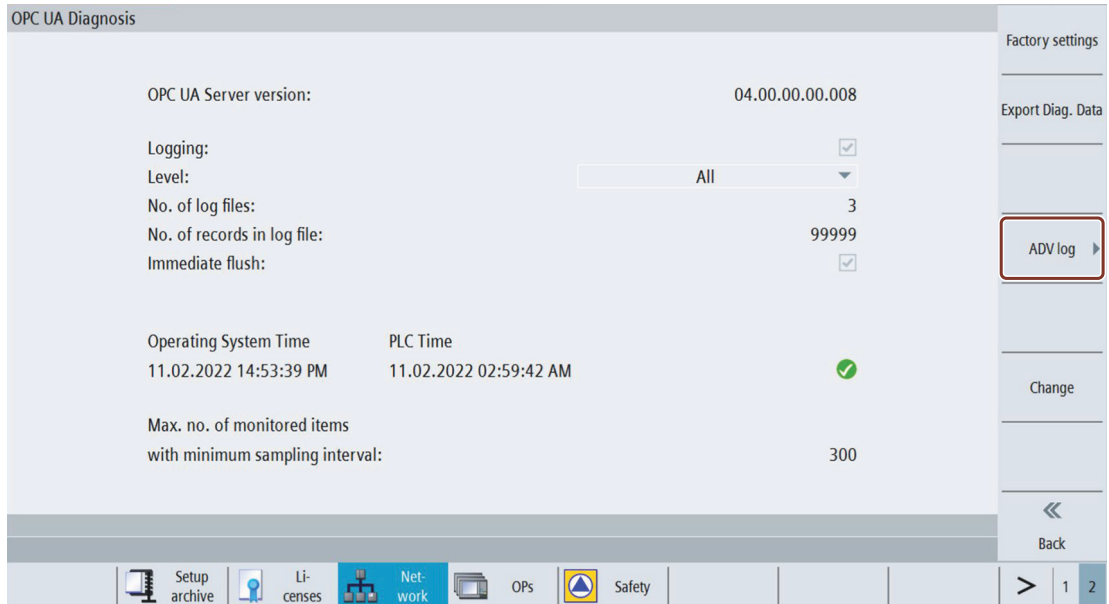 OPC UA Diagnosis
Factory settings
OPC UA Server version: 04.00.00.00.008
Export Diag. Data
Logging:
Level: All
No. of log files: 3
No. of records in log file: 99999
ADV log
Immediate flush:
Operating System Time PLC Time
11.02.2022 14:53:39 PM 11.02.2022 02:59:42 AM
Change
Max. no. of monitored items
with minimum sampling interval: 300
Back
Setup
archive
Li-
censes
Net-
work
OPs
Safety
> 1 2